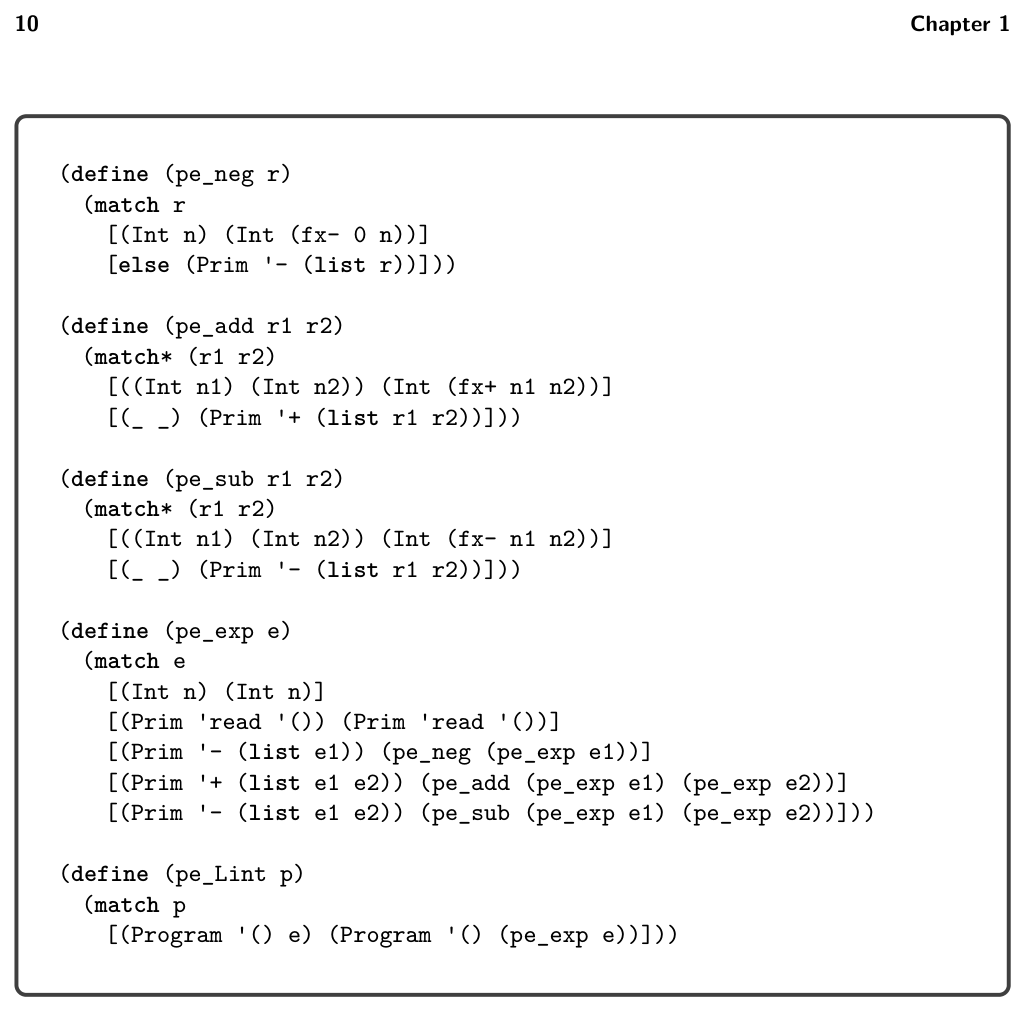 10 Chapter 1
(define (pe_neg r)
  (match r
    [(Int n) (Int (fx- 0 n))]
    [else (Prim '- (list r))]))
(define (pe_add r1 r2)
  (match* (r1 r2)
    [((Int n1) (Int n2)) (Int (fx+ n1 n2))]
    [(_ _) (Prim '+ (list r1 r2))]))
(define (pe_sub r1 r2)
  (match* (r1 r2)
    [((Int n1) (Int n2)) (Int (fx- n1 n2))]
    [(_ _) (Prim '- (list r1 r2))]))
(define (pe_exp e)
  (match e
    [(Int n) (Int n)]
    [(Prim 'read '()) (Prim 'read '())]
    [(Prim '- (list e1)) (pe_neg (pe_exp e1))]
    [(Prim '+ (list e1 e2)) (pe_add (pe_exp e1) (pe_exp e2))]
    [(Prim '- (list e1 e2)) (pe_sub (pe_exp e1) (pe_exp e2))]))
(define (pe_Lint p)
  (match p
    [(Program '() e) (Program '() (pe_exp e))]))